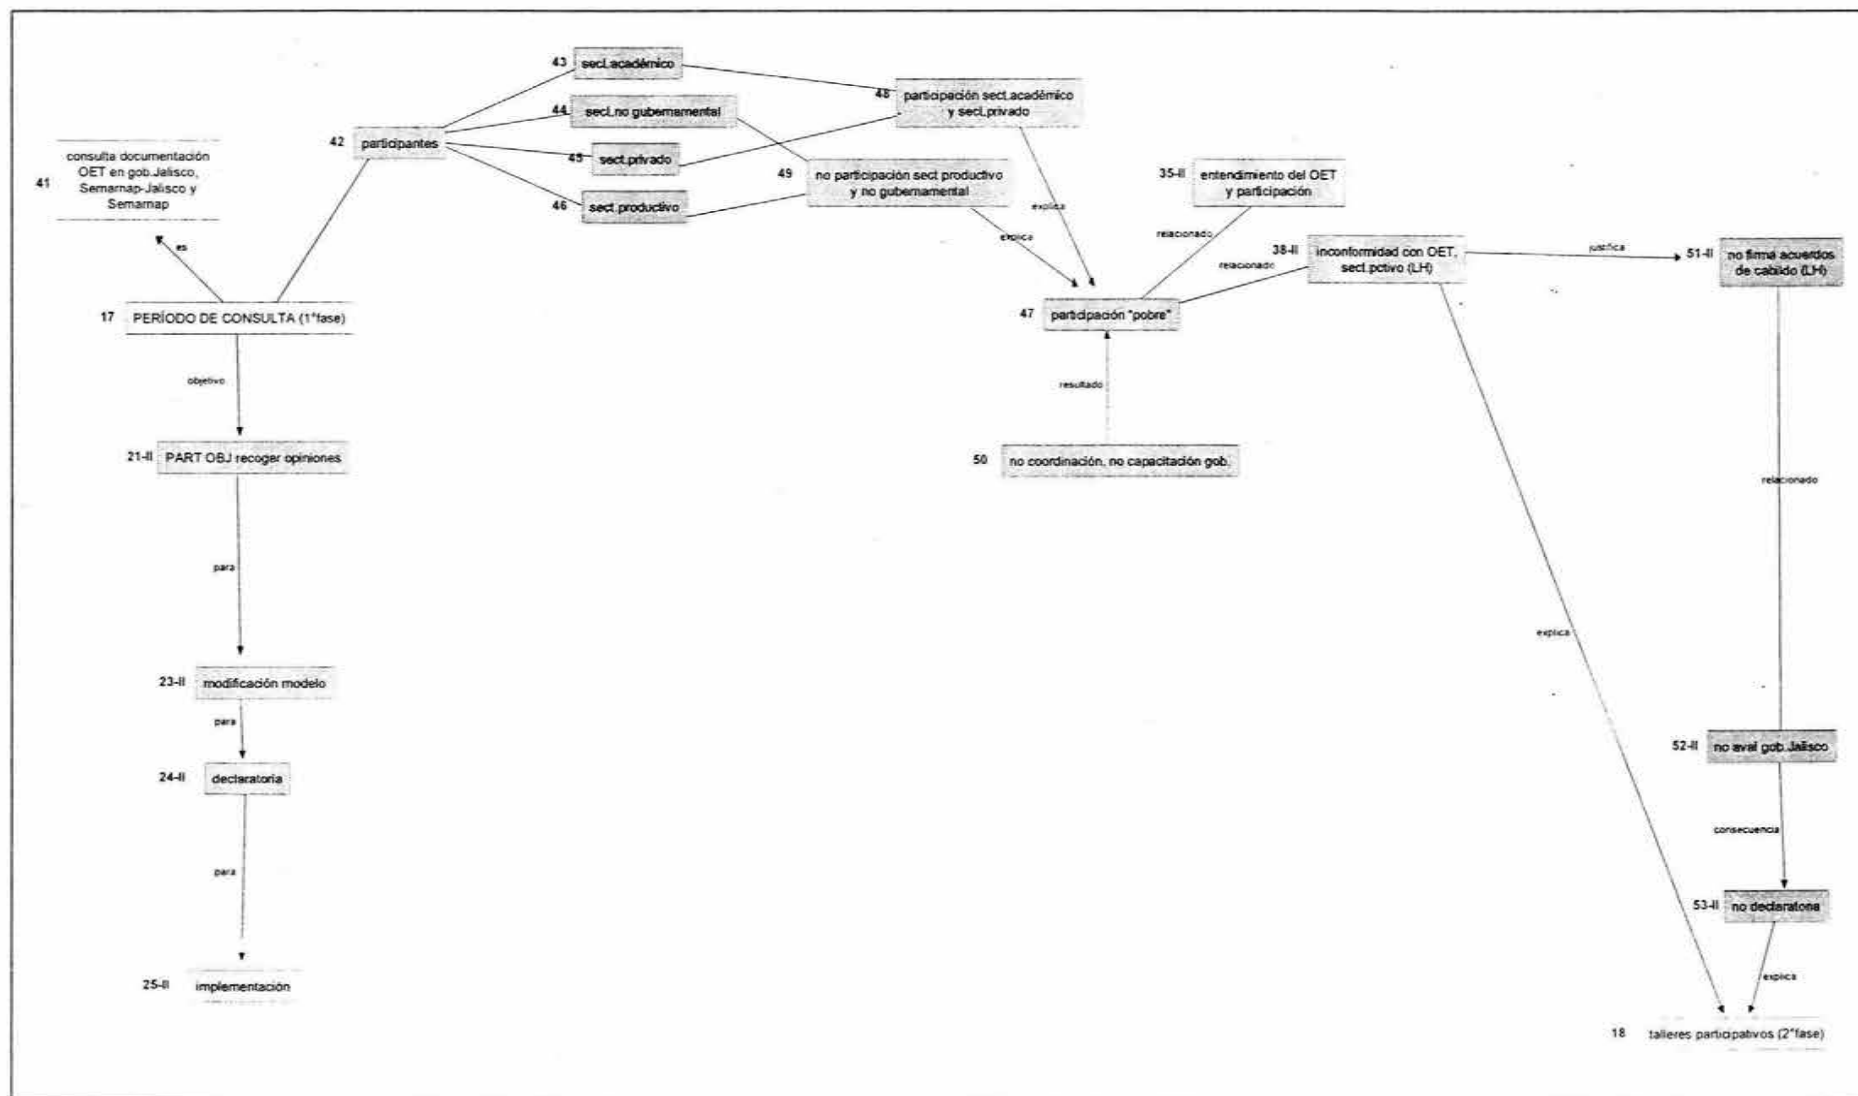 43 sect.académico
44 sect.no gubernamental
45 sect.privado
46 sect.productivo
42 participantes
41 consulta documentación
OET en gob.Jalisco,
Semarnap-Jalisco y
Semarnap
es
17 PERÍODO DE CONSULTA (1ªfase)
objetivo
21-II PART OBJ recoger opiniones
para
23-II modificación modelo
para
24-II declaratoria
para
25-II implementación
48 participación sect.académico
y sect.privado
49 no participación sect.productivo
y no gubernamental
explica
explica
35-II entendimiento del OET
y participación
relacionado
relacionado
38-II inconformidad con OET,
sect.pctivo (LH)
47 participación "pobre"
resultado
50 no coordinación, no capacitación gob.
justifica
51-II no firma acuerdos
de cabildo (LH)
relacionado
explica
52-II no aval gob.Jalisco
consecuencia
53-II no declaratoria
explica
18 talleres participativos (2ªfase)